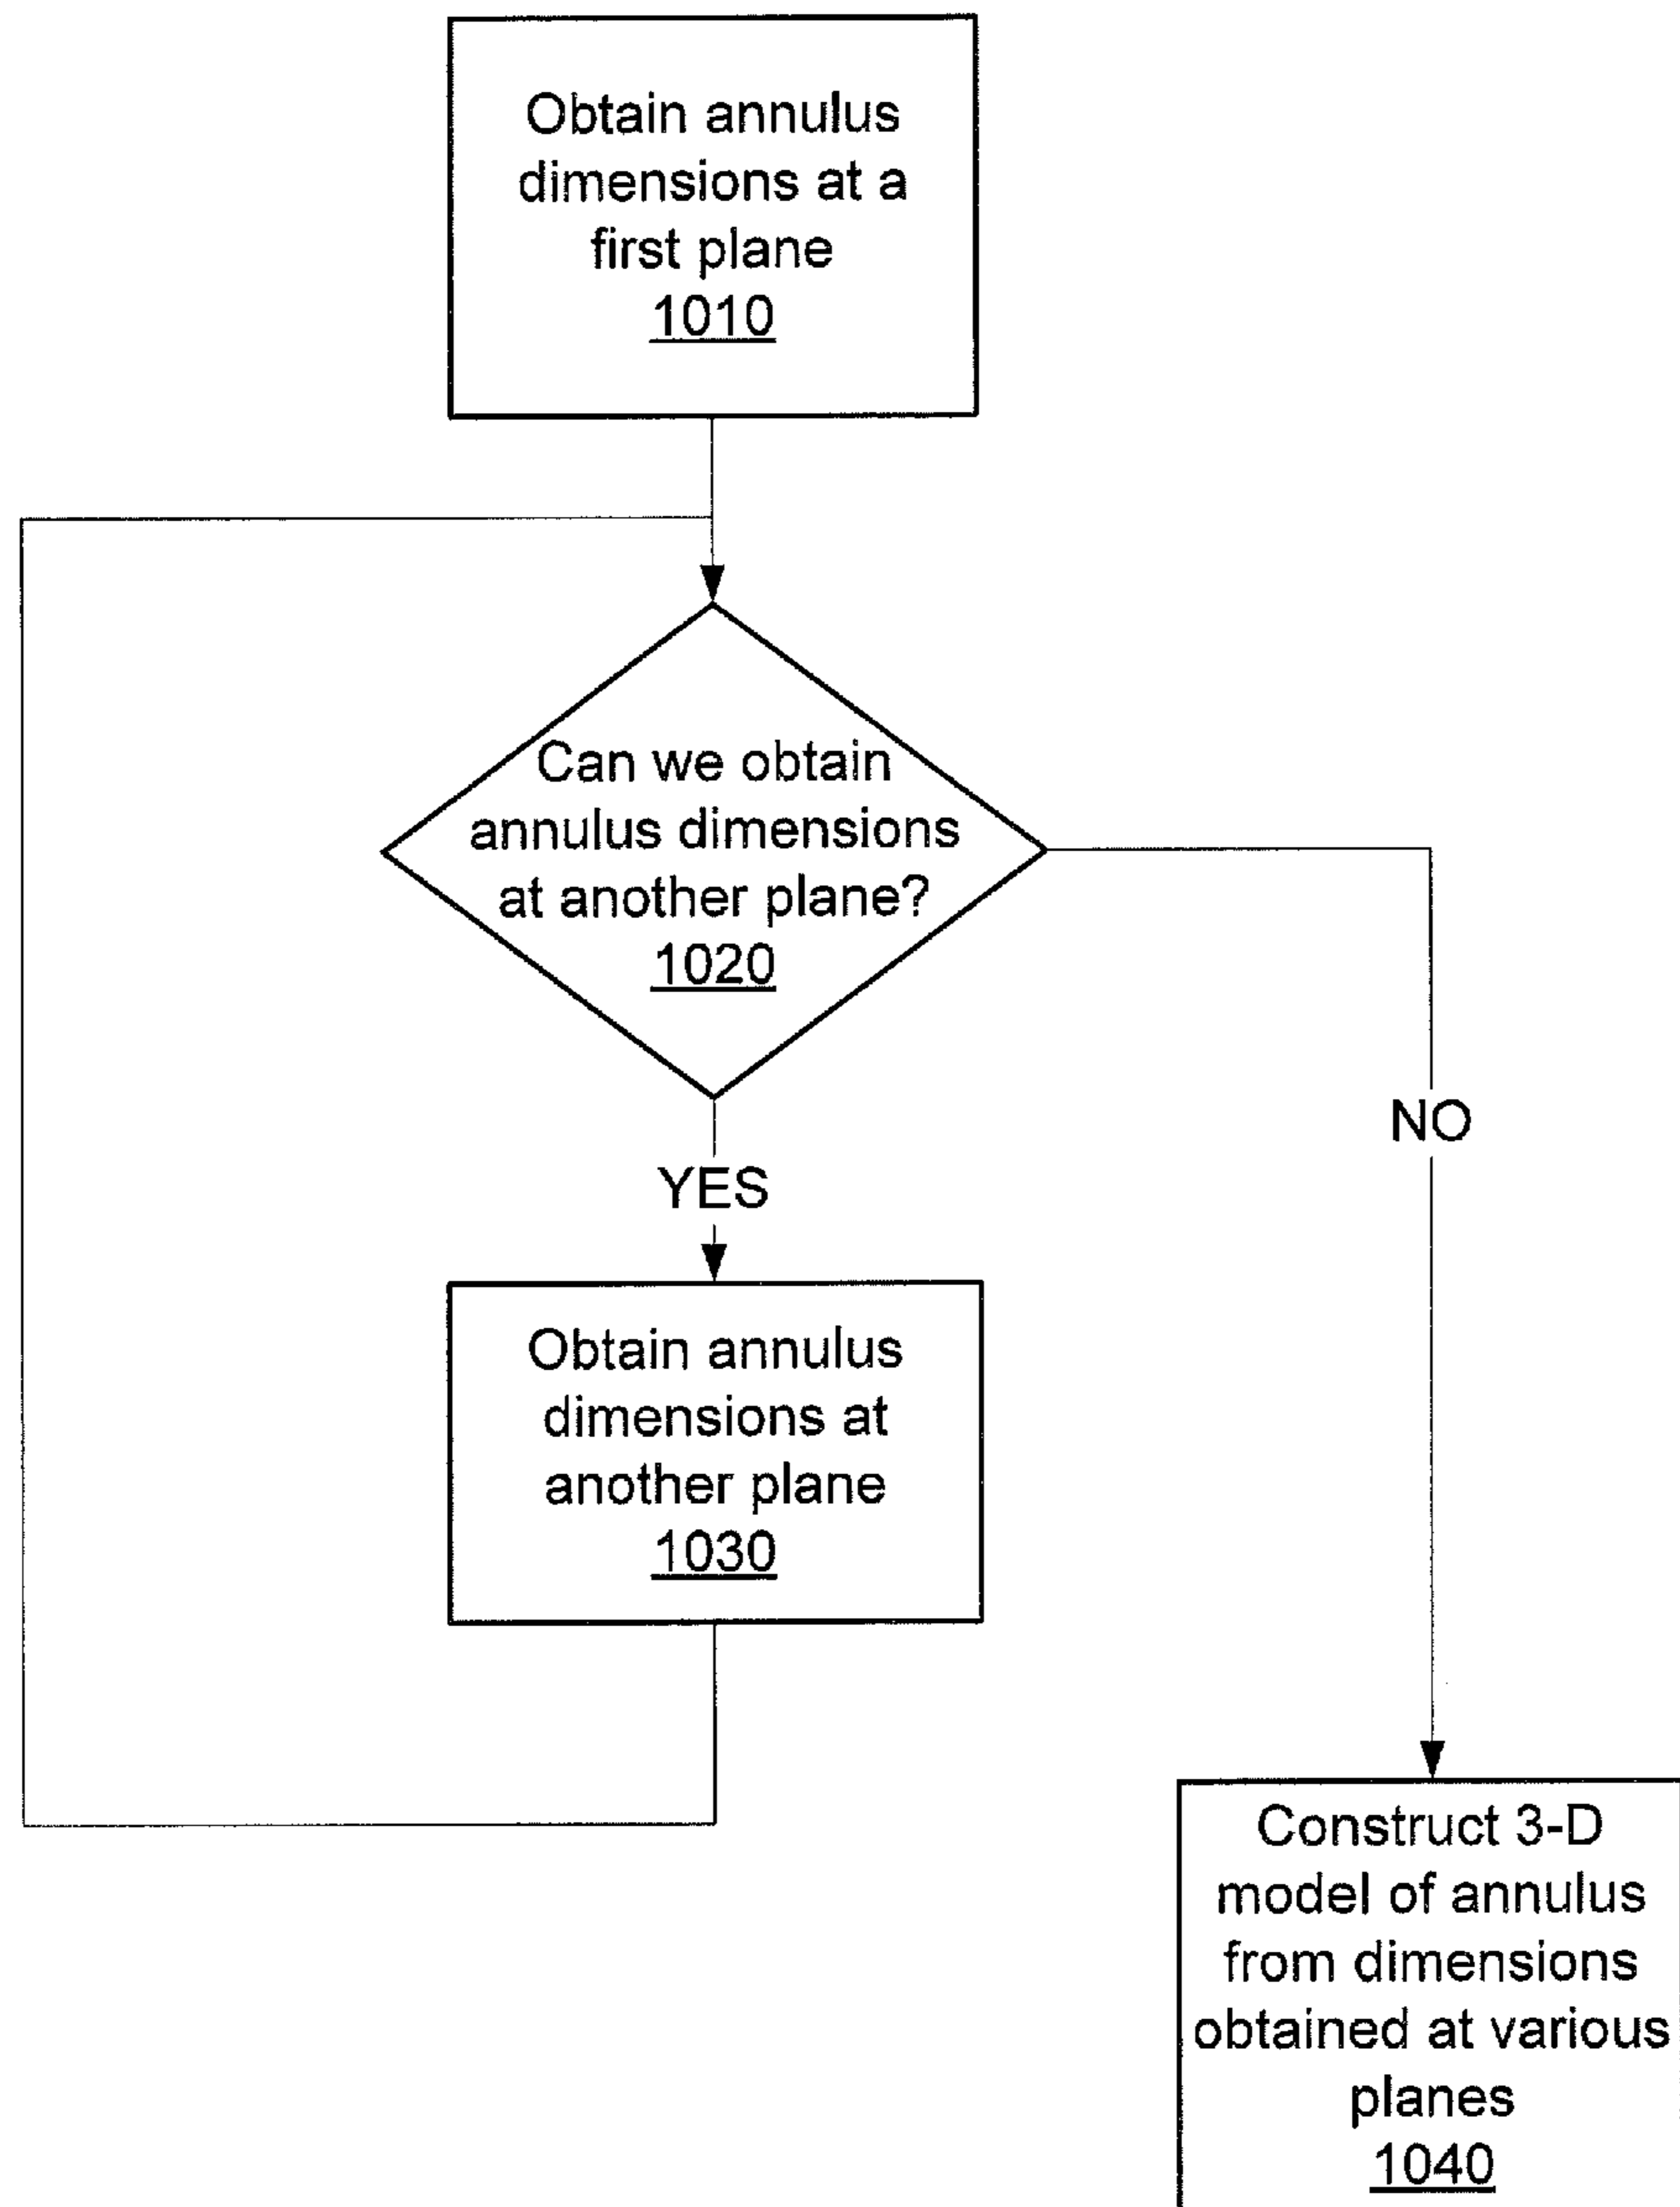 Obtain annulus
dimensions at a
first plane
1010
Can we obtain
annulus dimensions
at another plane?
1020
YES
NO
Obtain annulus
dimensions at
another plane
1030
Construct 3-D
model of annulus
from dimensions
obtained at various
planes
1040